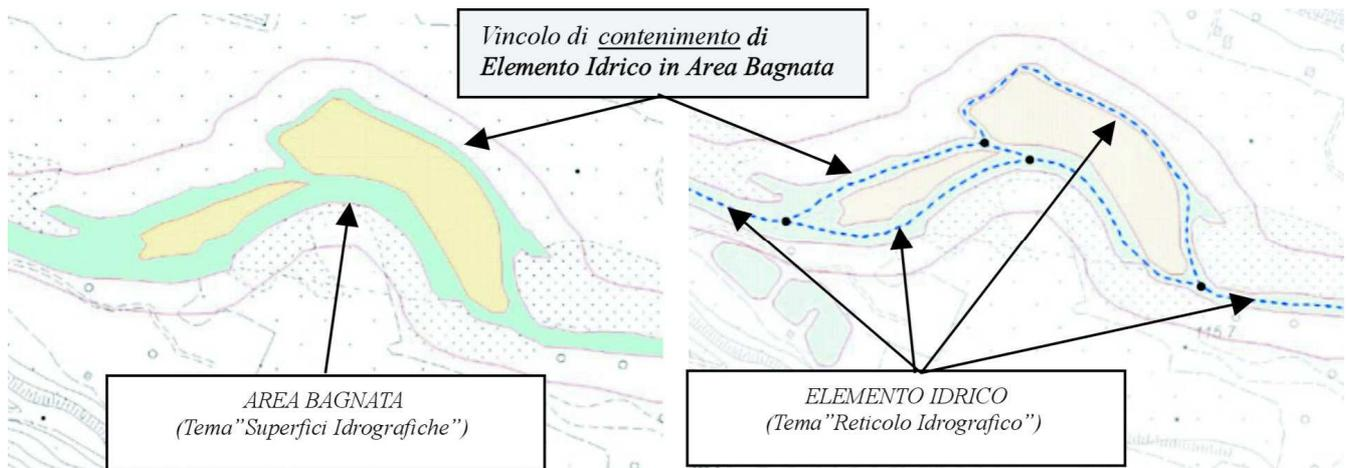 Vincolo di contenimento di
Elemento Idrico in Area Bagnata
115.7
AREA BAGNATA
(Tema”Superfici Idrografiche”)
ELEMENTO IDRICO
(Tema”Reticolo Idrografico”)